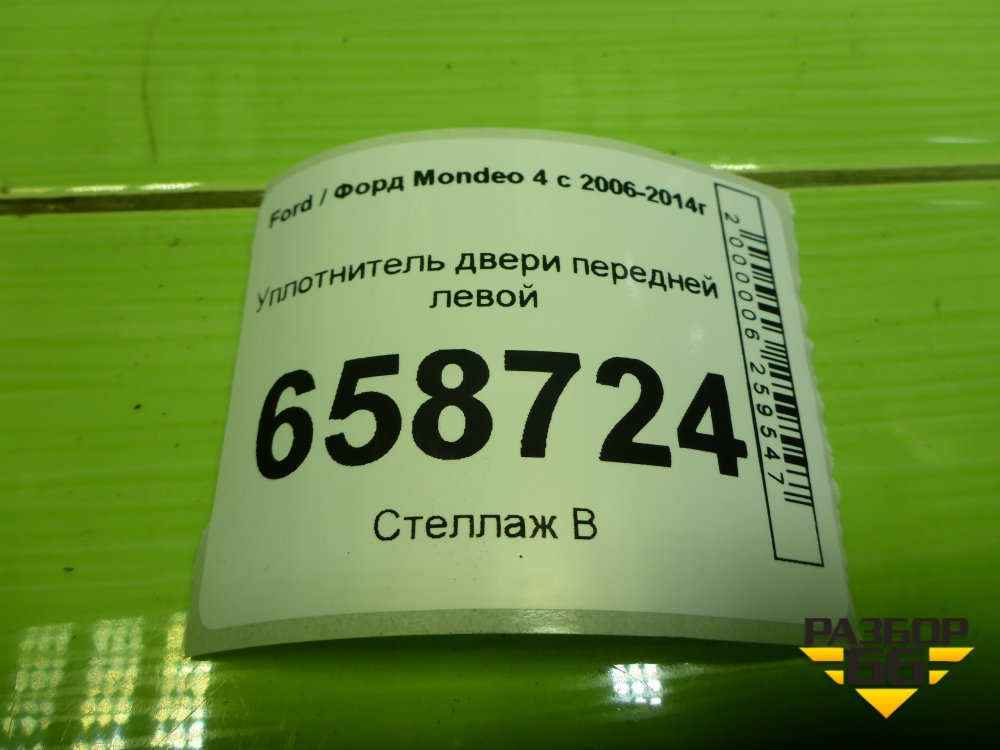 Ford / Форд Mondeo 4 с 2006-2014г
Уплотнитель двери передней
левой
658724
Стеллаж В
2000006259547
РАЗБОР
66